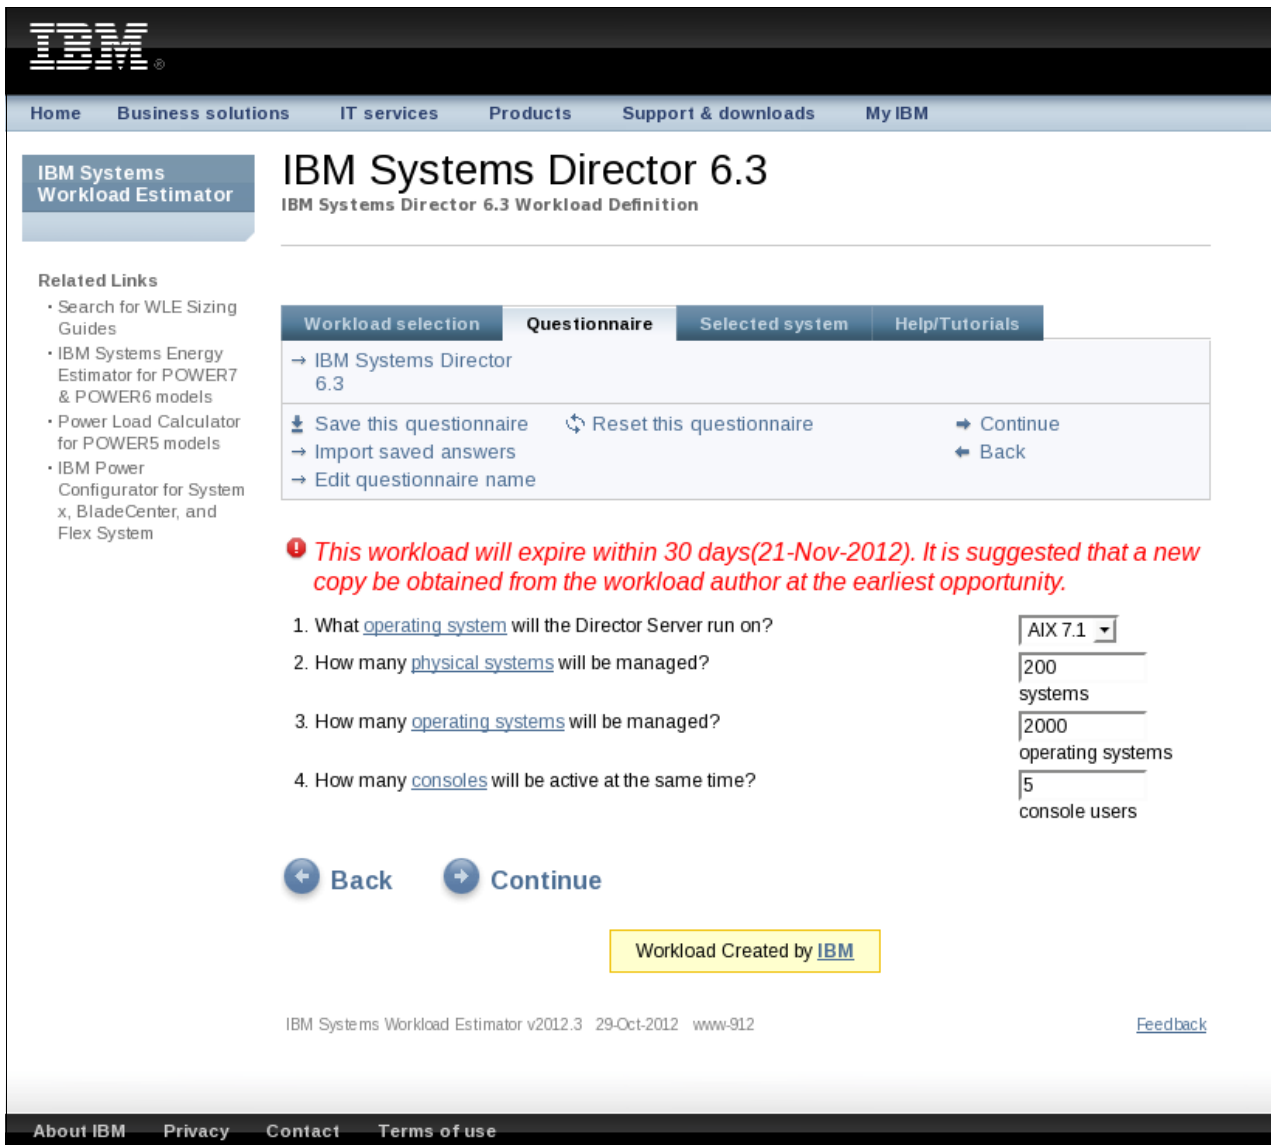 IBM®
Home Business solutions IT services Products Support & downloads My IBM
IBM Systems
Workload Estimator
IBM Systems Director 6.3
IBM Systems Director 6.3 Workload Definition
Related Links
Search for WLE Sizing
Guides
IBM Systems Energy
Estimator for POWER7
& POWER6 models
Power Load Calculator
for POWER5 models
IBM Power
Configurator for System
x, BladeCenter, and
Flex System
Workload selection Questionnaire Selected system Help/Tutorials
→ IBM Systems Director
6.3
Save this questionnaire Reset this questionnaire Continue
→ Import saved answers Back
→ Edit questionnaire name
This workload will expire within 30 days(21-Nov-2012). It is suggested that a new
copy be obtained from the workload author at the earliest opportunity.
1. What operating system will the Director Server run on? AIX 7.1
2. How many physical systems will be managed? 200
systems
3. How many operating systems will be managed? 2000
operating systems
4. How many consoles will be active at the same time? 5
console users
Back Continue
Workload Created by IBM
IBM Systems Workload Estimator v2012.3 29-Oct-2012 www-912 Feedback
About IBM Privacy Contact Terms of use